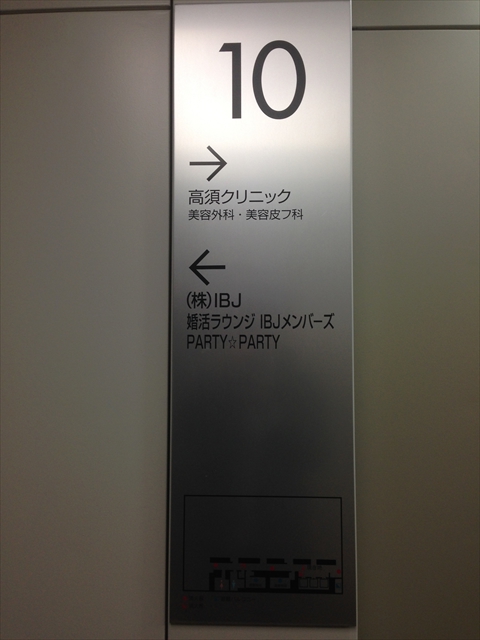 10
→
高須クリニック
美容外科・美容皮フ科
←
(株)IBJ
婚活ラウンジ IBJメンバーズ
PARTY☆PARTY